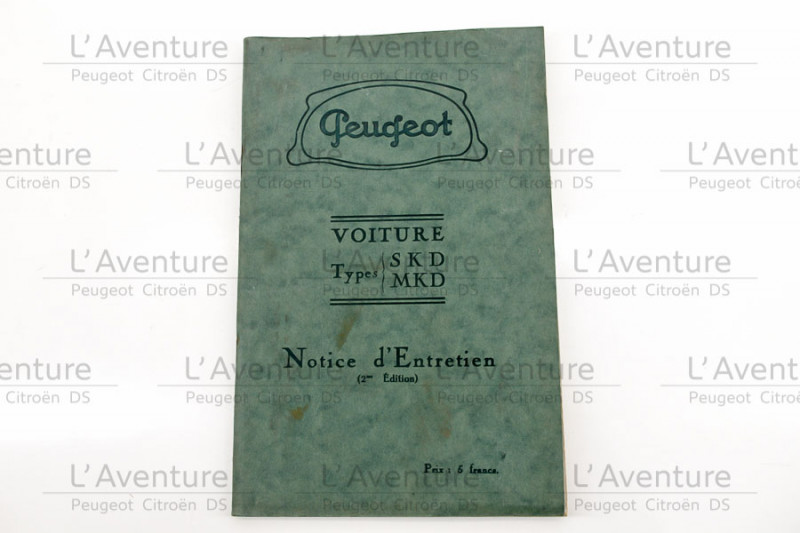 Peugeot
VOITURE
Types { SKD
MKD
Notice d'Entretien
(2me Édition)
Prix : 5 francs.
L'Aventure
Peugeot Citroën DS